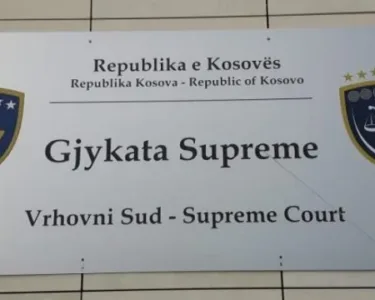 Republika e Kosovës
Republika Kosova - Republic of Kosovo
Gjykata Supreme
Vrhovni Sud - Supreme Court